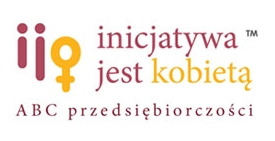 inicjatywa™
jest kobietą
ABC przedsiębiorczości